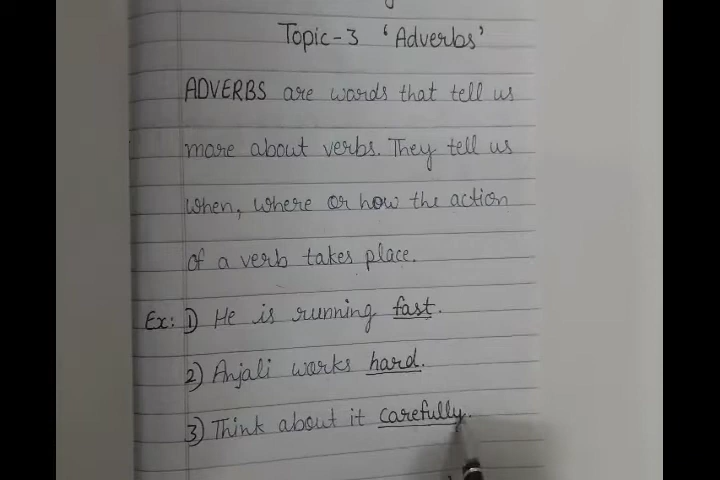 Topic-3 'Adverbs'
ADVERBS are words that tell us
more about verbs. They tell us
when, where or how the action
of a verb takes place.
Ex: 1) He is running fast.
2) Anjali works hard.
3) Think about it carefully.